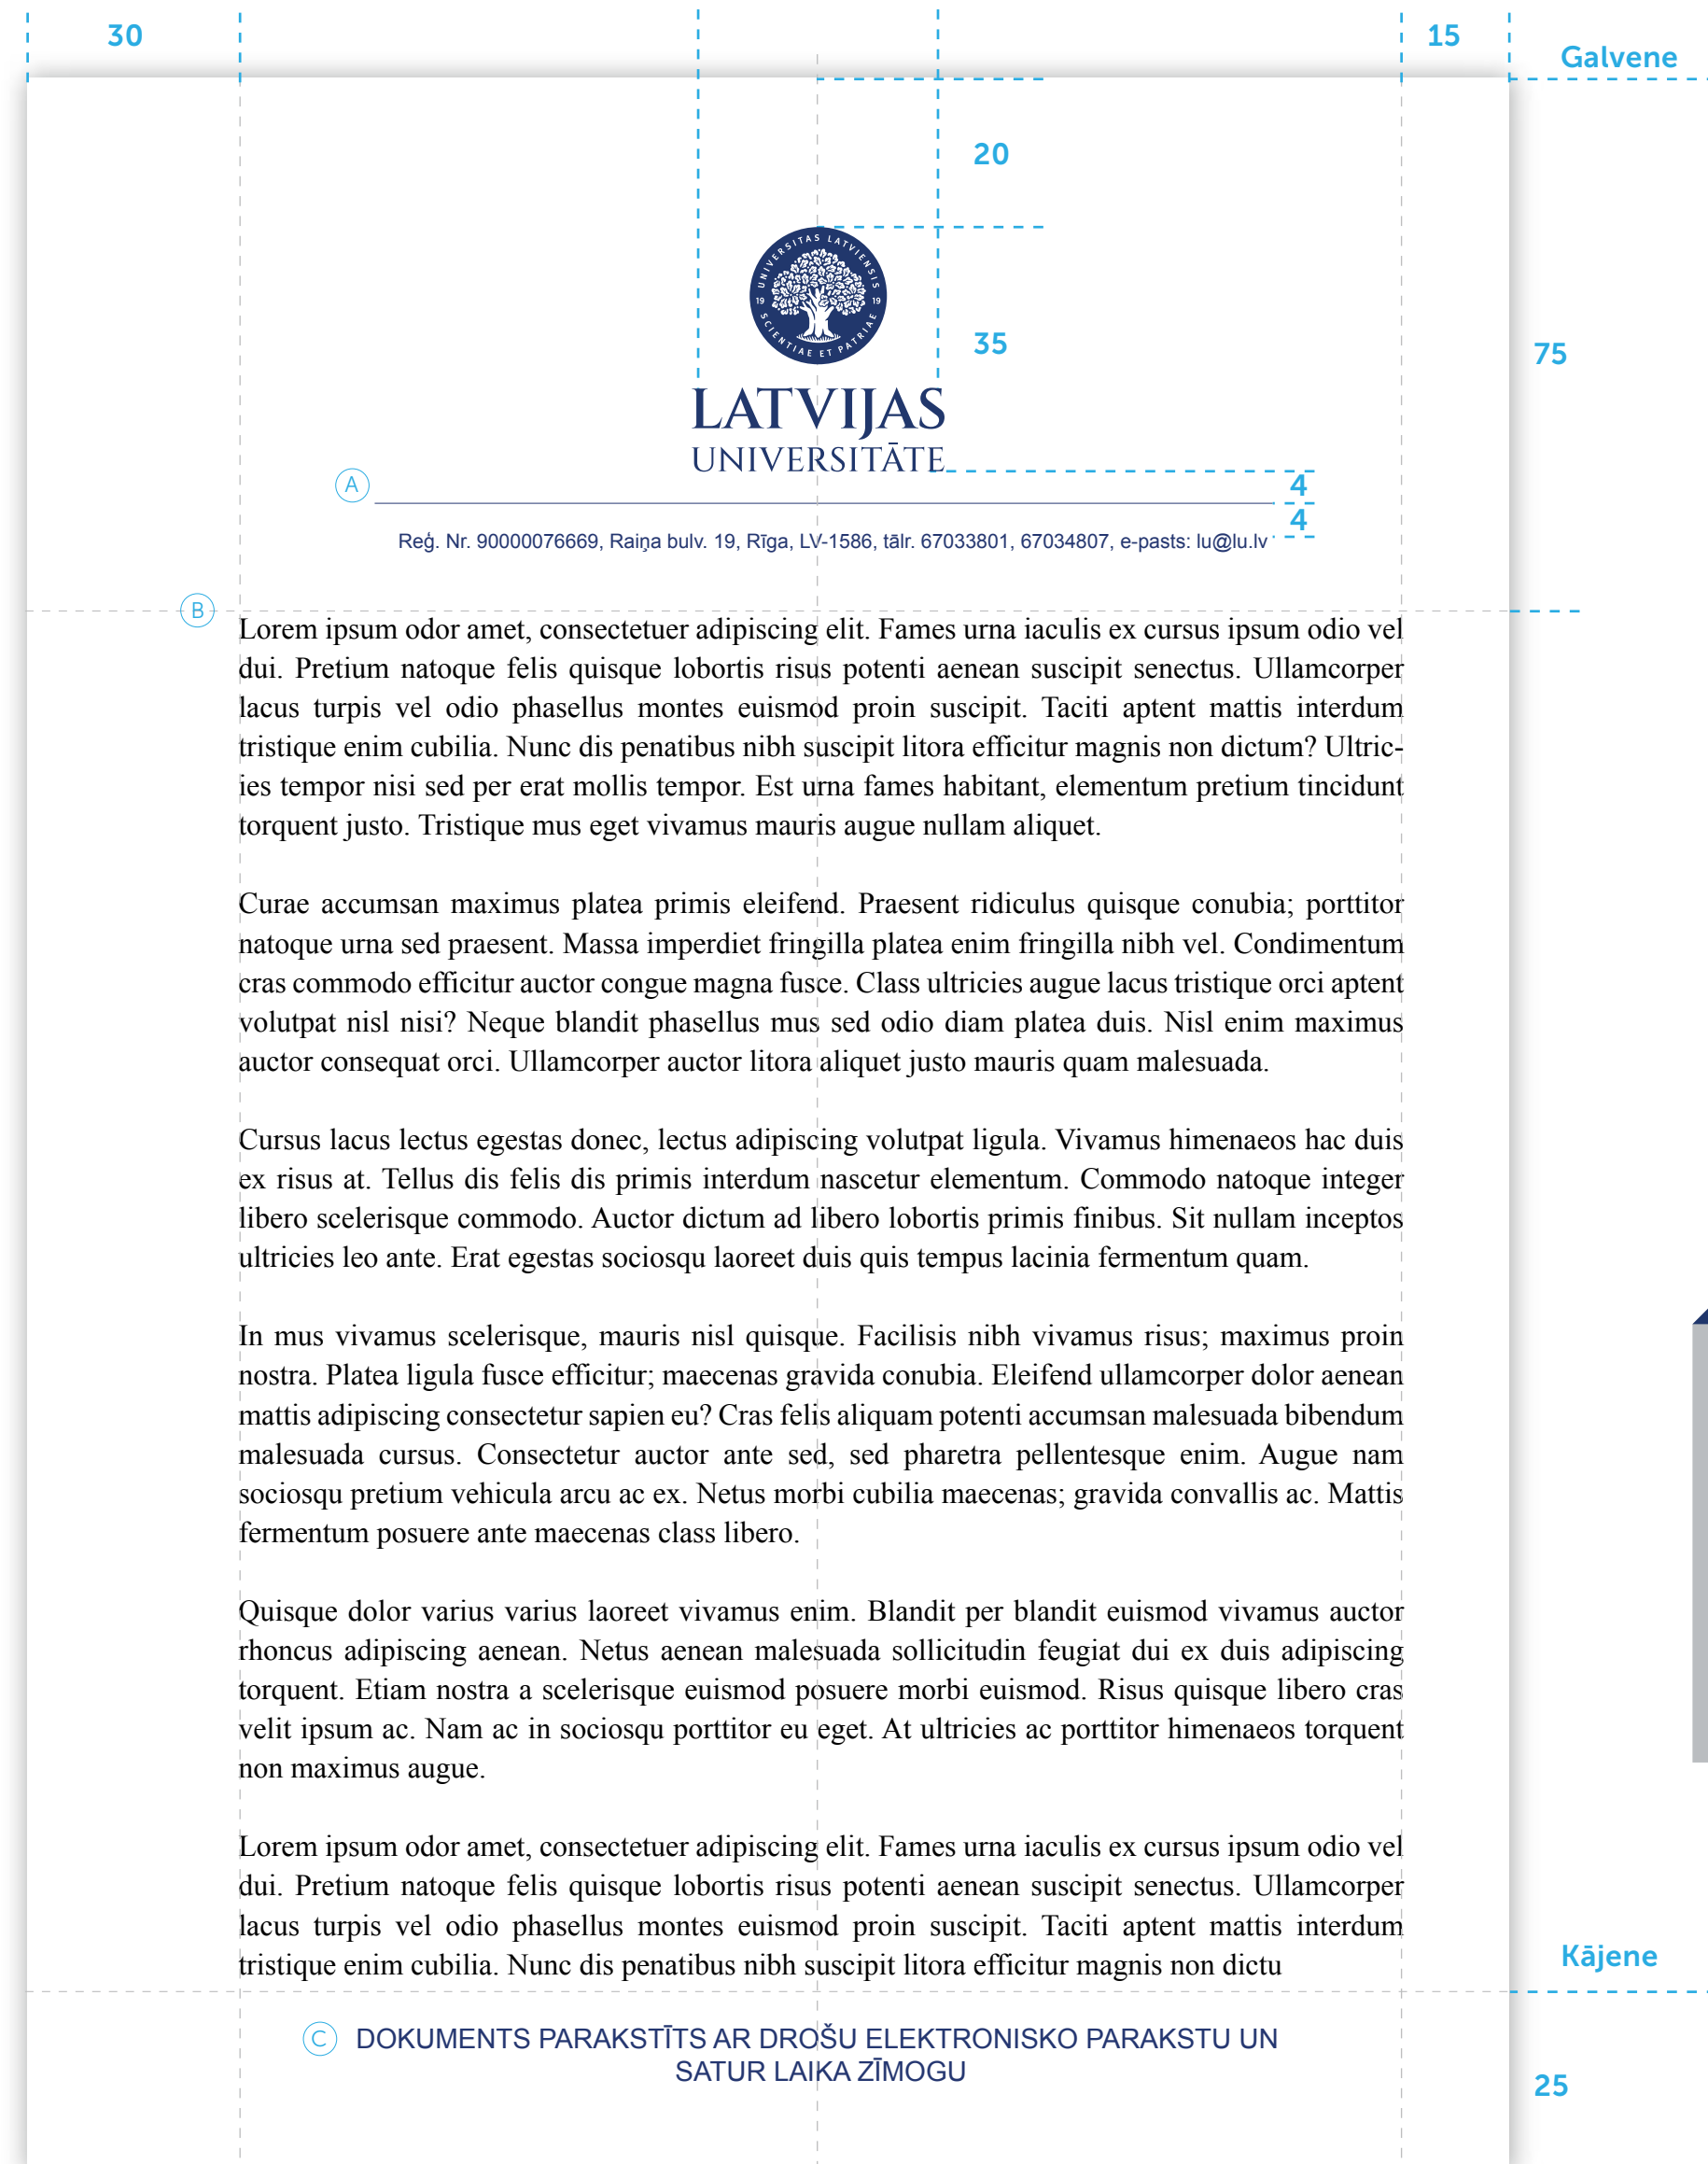 30
15
Galvene
20
UNIVERSITAS LATVIENSIS
19 19
SCIENTIAE ET PATRIAE
35
75
LATVIJAS
UNIVERSITĀTE
A
4
4
Reģ. Nr. 90000076669, Raiņa bulv. 19, Rīga, LV-1586, tālr. 67033801, 67034807, e-pasts: lu@lu.lv
B
Lorem ipsum odor amet, consectetuer adipiscing elit. Fames urna iaculis ex cursus ipsum odio vel
dui. Pretium natoque felis quisque lobortis risus potenti aenean suscipit senectus. Ullamcorper
lacus turpis vel odio phasellus montes euismod proin suscipit. Taciti aptent mattis interdum
tristique enim cubilia. Nunc dis penatibus nibh suscipit litora efficitur magnis non dictum? Ultric-
ies tempor nisi sed per erat mollis tempor. Est urna fames habitant, elementum pretium tincidunt
torquent justo. Tristique mus eget vivamus mauris augue nullam aliquet.
Curae accumsan maximus platea primis eleifend. Praesent ridiculus quisque conubia; porttitor
natoque urna sed praesent. Massa imperdiet fringilla platea enim fringilla nibh vel. Condimentum
cras commodo efficitur auctor congue magna fusce. Class ultricies augue lacus tristique orci aptent
volutpat nisl nisi? Neque blandit phasellus mus sed odio diam platea duis. Nisl enim maximus
auctor consequat orci. Ullamcorper auctor litora aliquet justo mauris quam malesuada.
Cursus lacus lectus egestas donec, lectus adipiscing volutpat ligula. Vivamus himenaeos hac duis
ex risus at. Tellus dis felis dis primis interdum nascetur elementum. Commodo natoque integer
libero scelerisque commodo. Auctor dictum ad libero lobortis primis finibus. Sit nullam inceptos
ultricies leo ante. Erat egestas sociosqu laoreet duis quis tempus lacinia fermentum quam.
In mus vivamus scelerisque, mauris nisl quisque. Facilisis nibh vivamus risus; maximus proin
nostra. Platea ligula fusce efficitur; maecenas gravida conubia. Eleifend ullamcorper dolor aenean
mattis adipiscing consectetur sapien eu? Cras felis aliquam potenti accumsan malesuada bibendum
malesuada cursus. Consectetur auctor ante sed, sed pharetra pellentesque enim. Augue nam
sociosqu pretium vehicula arcu ac ex. Netus morbi cubilia maecenas; gravida convallis ac. Mattis
fermentum posuere ante maecenas class libero.
Quisque dolor varius varius laoreet vivamus enim. Blandit per blandit euismod vivamus auctor
rhoncus adipiscing aenean. Netus aenean malesuada sollicitudin feugiat dui ex duis adipiscing
torquent. Etiam nostra a scelerisque euismod posuere morbi euismod. Risus quisque libero cras
velit ipsum ac. Nam ac in sociosqu porttitor eu eget. At ultricies ac porttitor himenaeos torquent
non maximus augue.
Lorem ipsum odor amet, consectetuer adipiscing elit. Fames urna iaculis ex cursus ipsum odio vel
dui. Pretium natoque felis quisque lobortis risus potenti aenean suscipit senectus. Ullamcorper
lacus turpis vel odio phasellus montes euismod proin suscipit. Taciti aptent mattis interdum
tristique enim cubilia. Nunc dis penatibus nibh suscipit litora efficitur magnis non dictu
Kājene
C DOKUMENTS PARAKSTĪTS AR DROŠU ELEKTRONISKO PARAKSTU UN
SATUR LAIKA ZĪMOGU
25